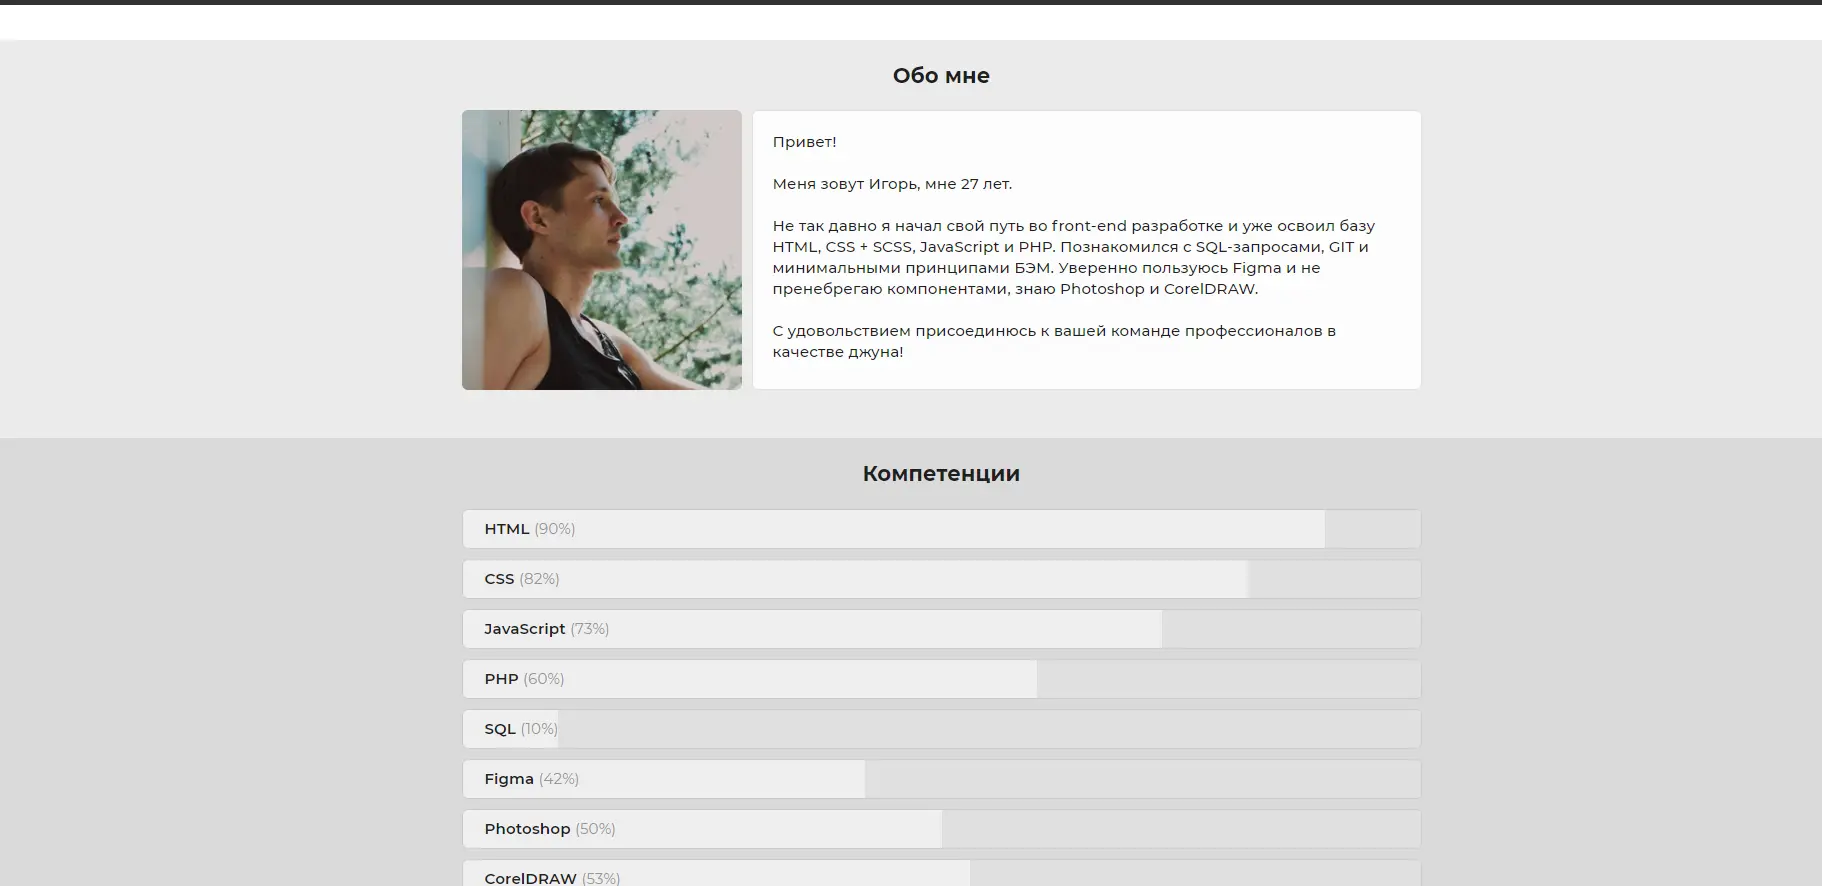 Обо мне
Привет!
Меня зовут Игорь, мне 27 лет.
Не так давно я начал свой путь во front-end разработке и уже освоил базу
HTML, CSS + SCSS, JavaScript и PHP. Познакомился с SQL-запросами, GIT и
минимальными принципами БЭМ. Уверенно пользуюсь Figma и не
пренебрегаю компонентами, знаю Photoshop и CorelDRAW.
С удовольствием присоединюсь к вашей команде профессионалов в
качестве джуна!
Компетенции
HTML (90%)
CSS (82%)
JavaScript (73%)
PHP (60%)
SQL (10%)
Figma (42%)
Photoshop (50%)
CorelDRAW (53%)